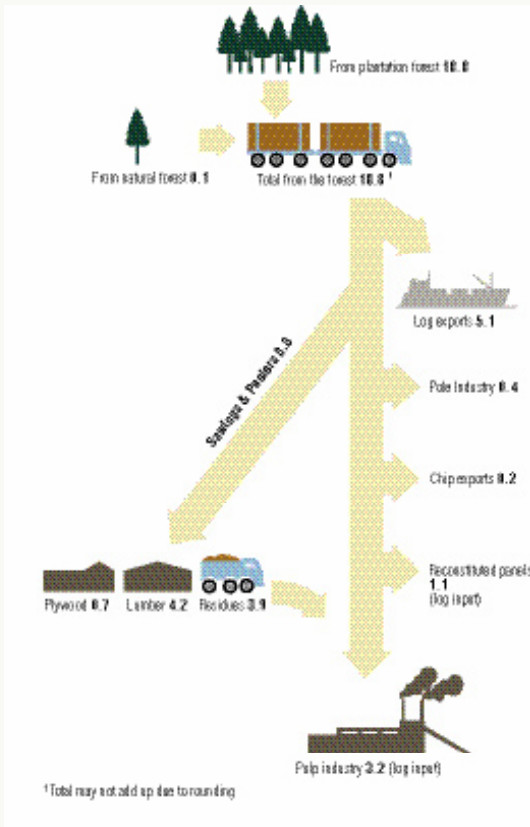 From plantation forest 18.8
From natural forest 0.1
Total from the forest 18.8 ¹
Log exports 5.1
Sawlogs & Peelers 8.8
Pole Industry 0.4
Chip exports 0.2
Reconstituted panels
1.1
(log input)
Plywood 0.7
Lumber 4.2
Residues 3.9
Pulp industry 3.2 (log input)
¹Total may not add up due to rounding